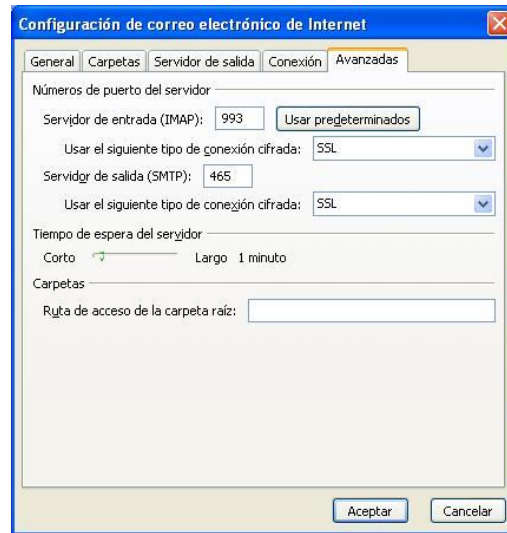 Configuración de correo electrónico de Internet
General Carpetas Servidor de salida Conexión Avanzadas
Números de puerto del servidor
Servidor de entrada (IMAP): 993 Usar predeterminados
Usar el siguiente tipo de conexión cifrada: SSL
Servidor de salida (SMTP): 465
Usar el siguiente tipo de conexión cifrada: SSL
Tiempo de espera del servidor
Corto Largo 1 minuto
Carpetas
Ruta de acceso de la carpeta raíz:
Aceptar Cancelar